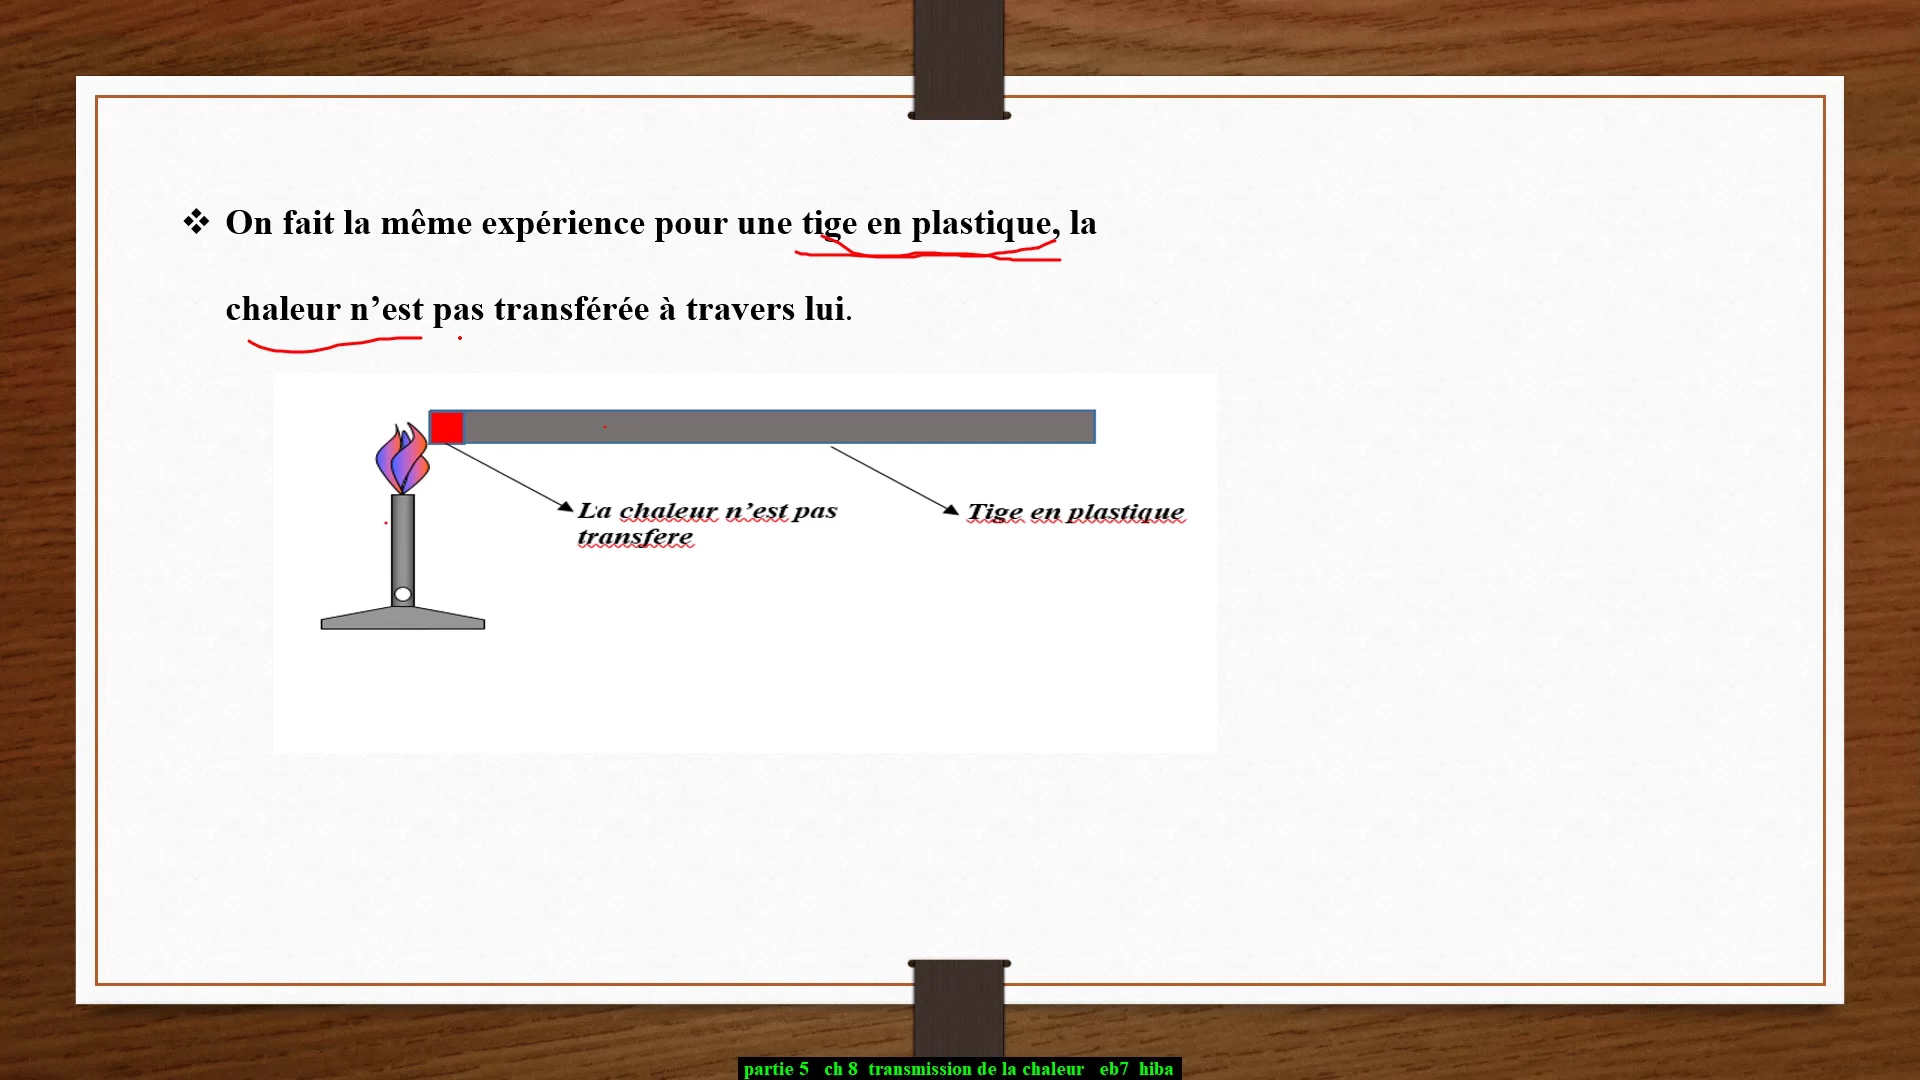 ❖ On fait la même expérience pour une tige en plastique, la
chaleur n’est pas transférée à travers lui.
La chaleur n’est pas
transfere
Tige en plastique
partie 5 ch 8 transmission de la chaleur eb7 hiba